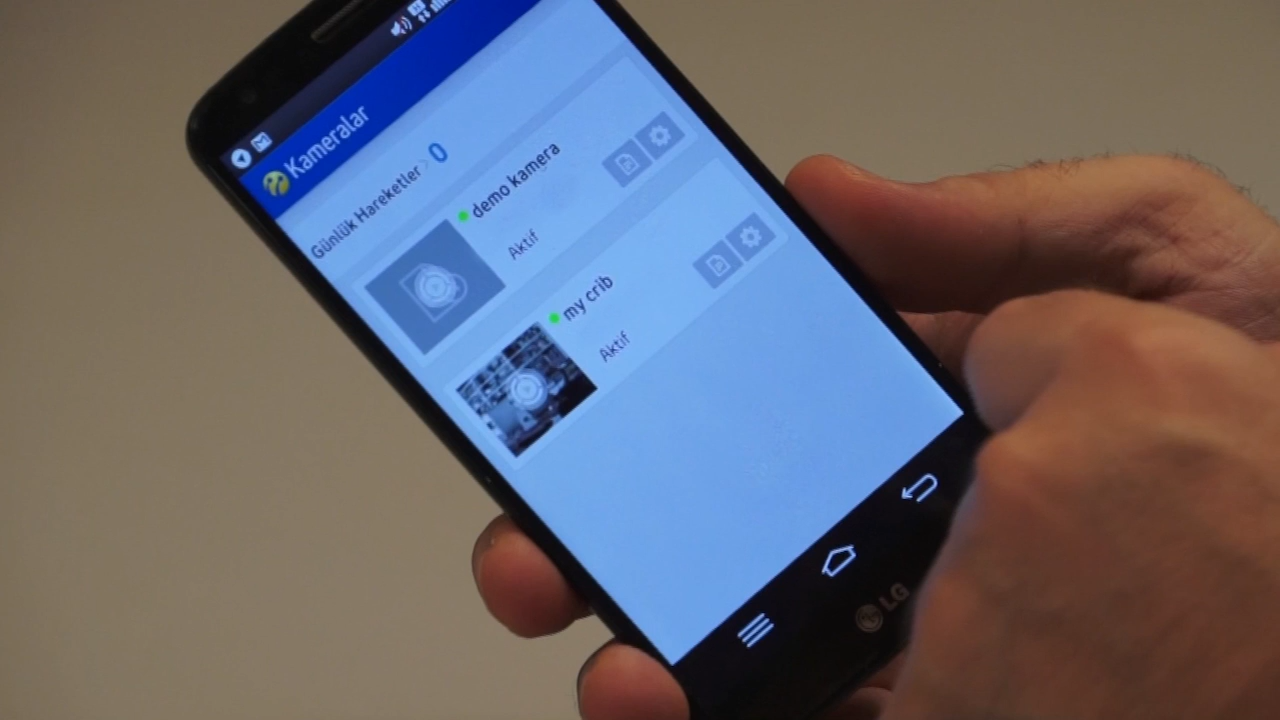 Kameralar
Günlük Hareketler 0
demo kamera
Aktif
my crib
Aktif
LG